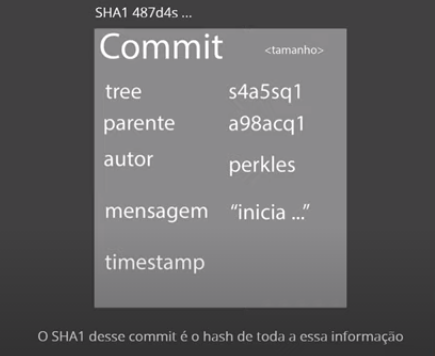 SHA1 487d4s ...
Commit <tamanho>
tree s4a5sq1
parente a98acq1
autor perkles
mensagem “inicia ...”
timestamp
O SHA1 desse commit é o hash de toda a essa informação